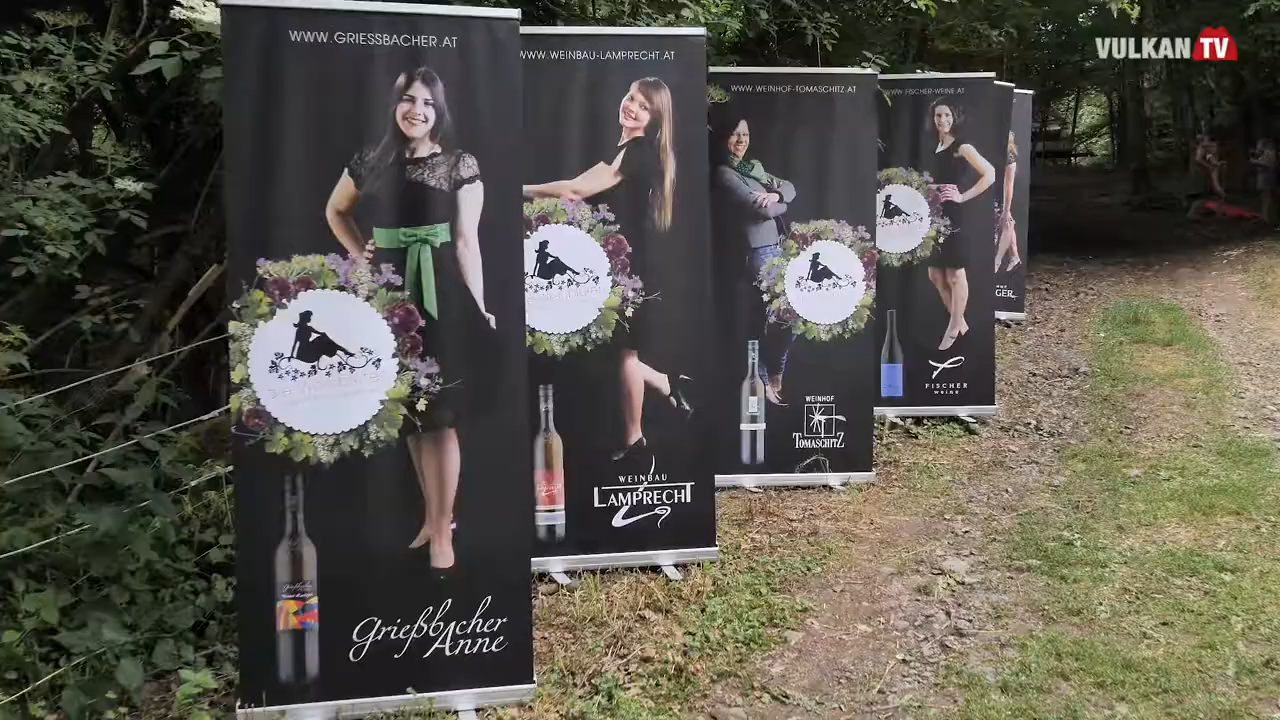 WWW.GRIESSBACHER.AT
Grießbacher
Anne
WWW.WEINBAU-LAMPRECHT.AT
WEINBAU
LAMPRECHT
WWW.WEINHOF-TOMASCHITZ.AT
WEINHOF
TOMASCHITZ
WWW.FISCHER-WEINE.AT
FISCHER
weine
GER
VULKAN TV